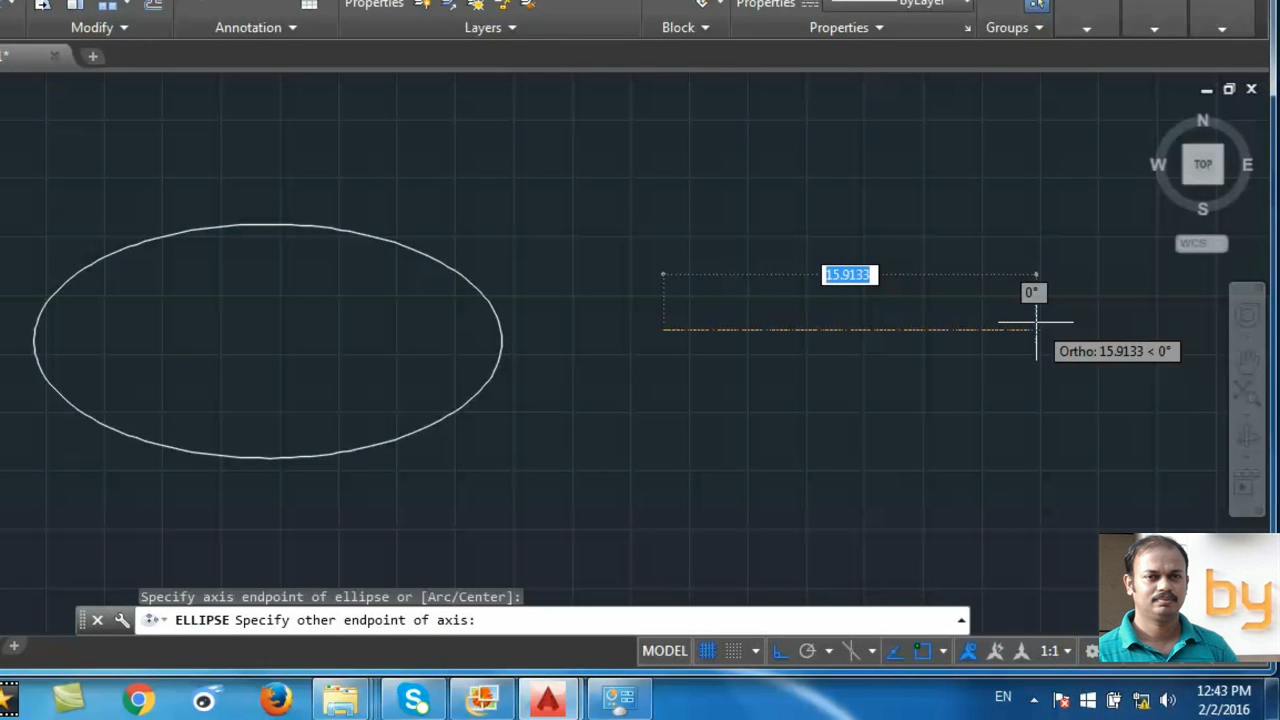 Properties
Properties
ByLayer
Modify
Annotation
Layers
Block
Properties
Groups
N
W
TOP
E
S
WCS
15.9133
0°
Ortho: 15.9133 < 0°
Specify axis endpoint of ellipse or [Arc/Center]:
ELLIPSE Specify other endpoint of axis:
by
MODEL
1:1
EN
12:43 PM
2/2/2016